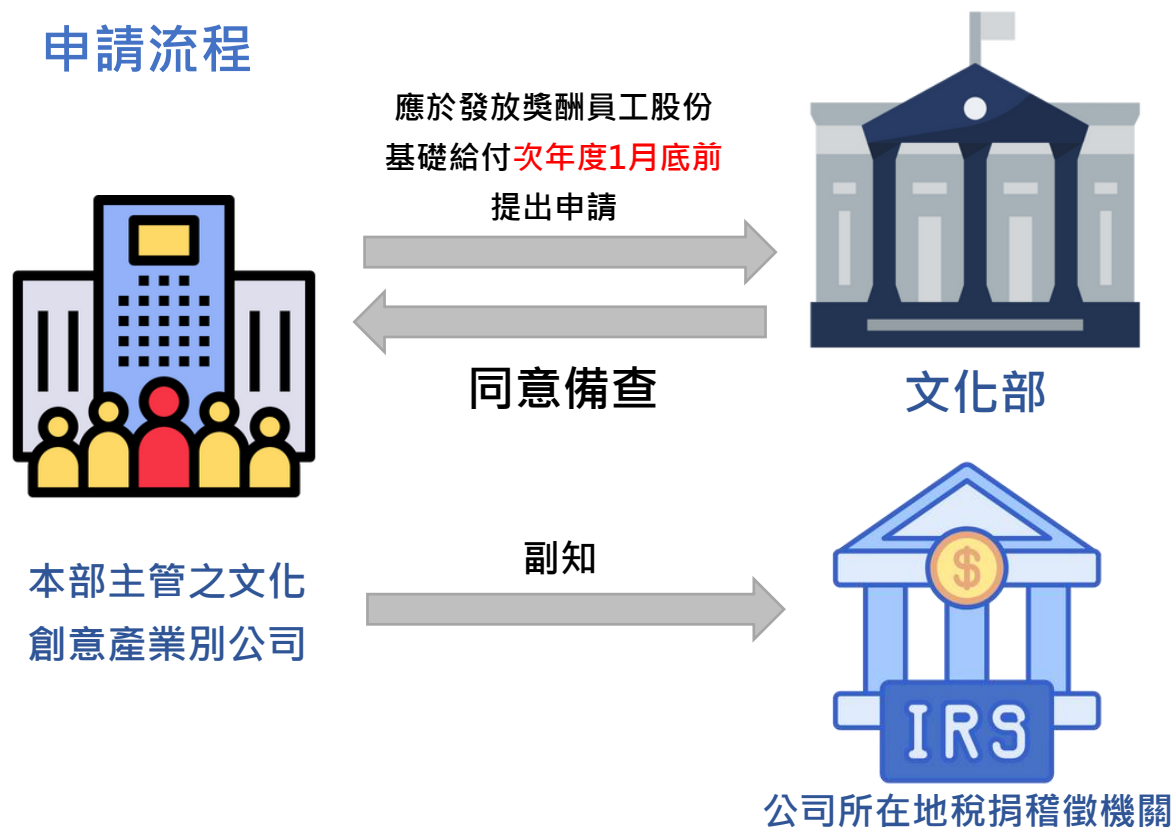 申請流程
應於發放獎酬員工股份
基礎給付次年度1月底前
提出申請
同意備查
文化部
本部主管之文化
創意產業別公司
副知
$
IRS
公司所在地稅捐稽徵機關